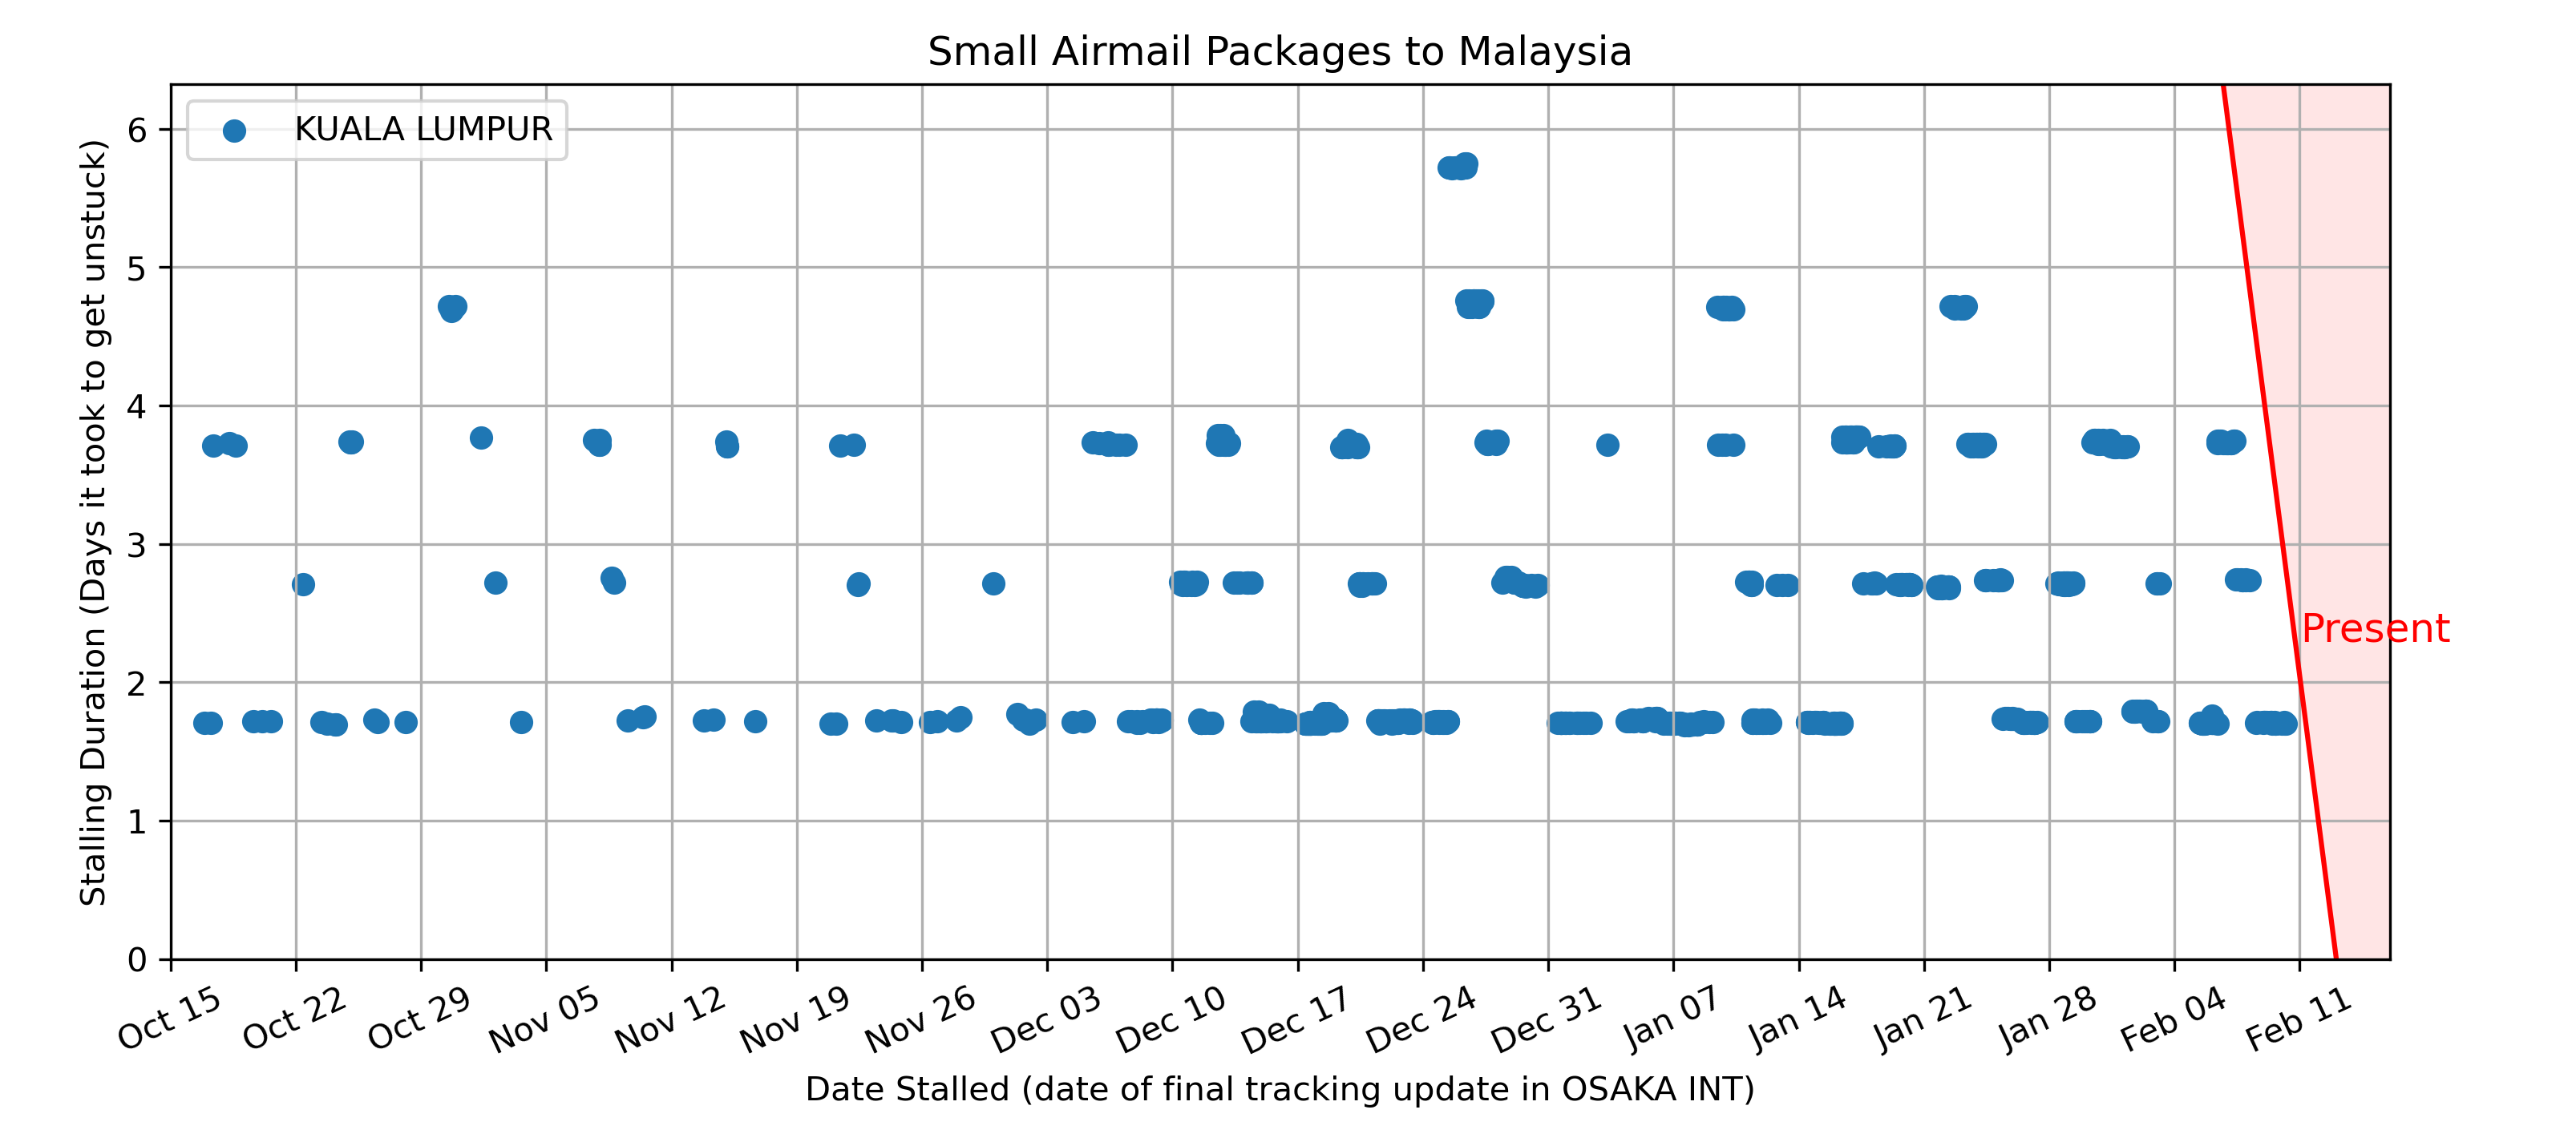 Small Airmail Packages to Malaysia
KUALA LUMPUR
Stalling Duration (Days it took to get unstuck)
6
5
4
3
2
1
0
Present
Oct 15
Oct 22
Oct 29
Nov 05
Nov 12
Nov 19
Nov 26
Dec 03
Dec 10
Dec 17
Dec 24
Dec 31
Jan 07
Jan 14
Jan 21
Jan 28
Feb 04
Feb 11
Date Stalled (date of final tracking update in OSAKA INT)